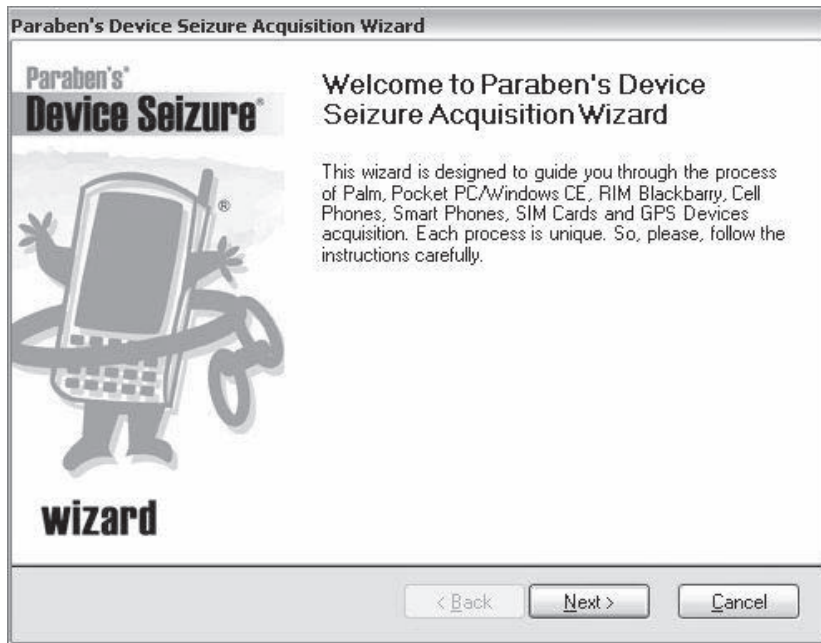 Paraben's Device Seizure Acquisition Wizard
Paraben's®
Device Seizure®
®
wizard
Welcome to Paraben's Device
Seizure Acquisition Wizard
This wizard is designed to guide you through the process
of Palm, Pocket PC/Windows CE, RIM Blackbarry, Cell
Phones, Smart Phones, SIM Cards and GPS Devices
acquisition. Each process is unique. So, please, follow the
instructions carefully.
< Back
Next >
Cancel